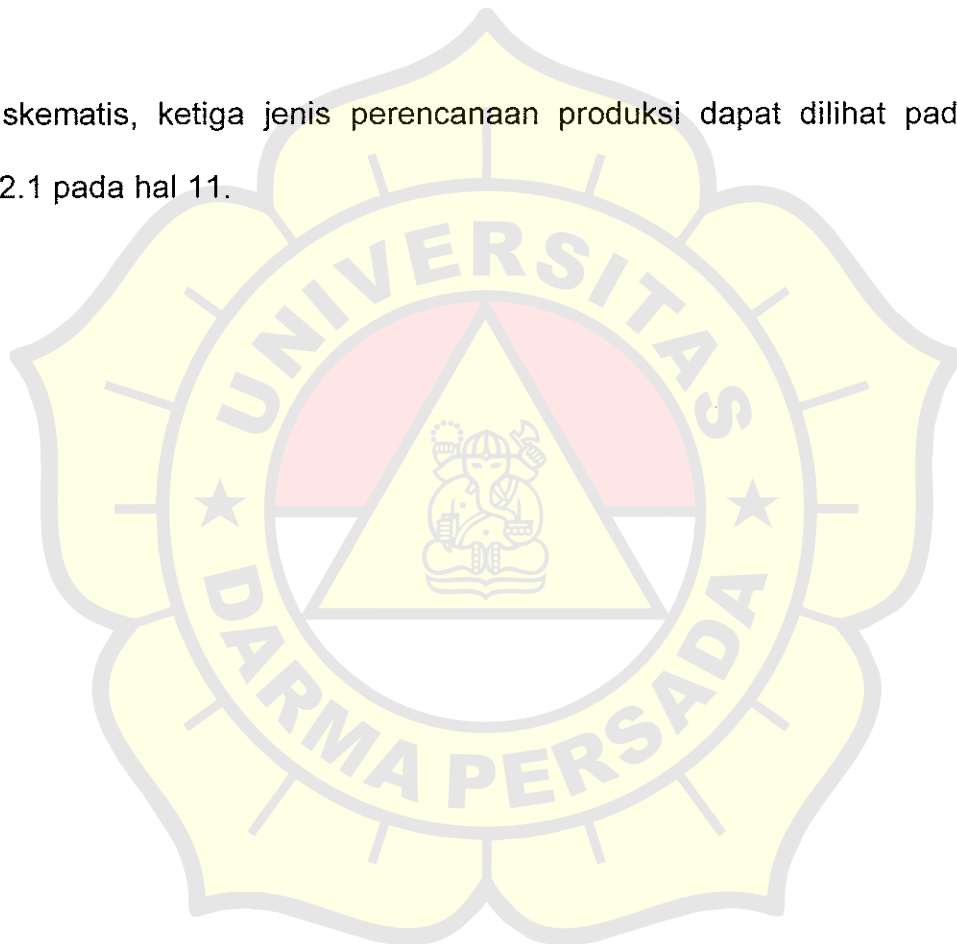 skematis, ketiga jenis perencanaan produksi dapat dilihat pad
2.1 pada hal 11.
UNIVERSITAS
DARMA PERSADA